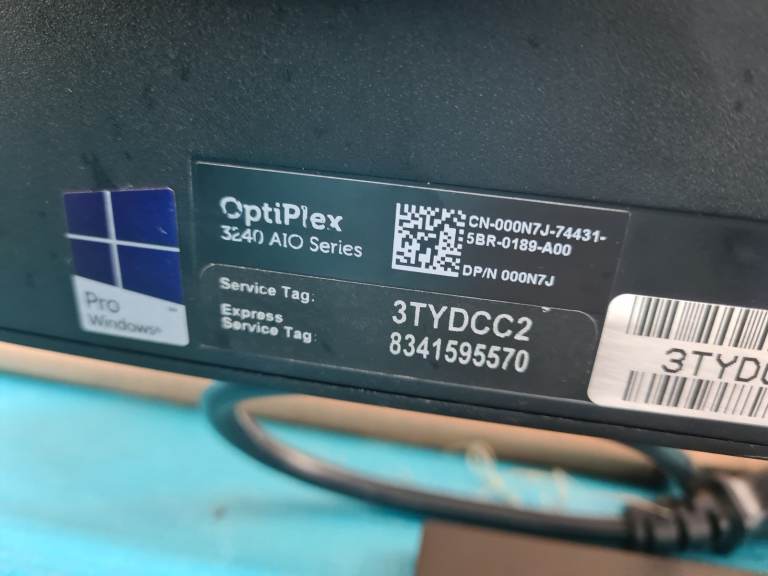 OptiPlex
3240 AIO Series
CN-000N7J-74431-
5BR-0189-A00
DP/N 000N7J
Pro
Windows®
Service Tag:
3TYDCC2
Express
Service Tag:
8341595570
3TYD